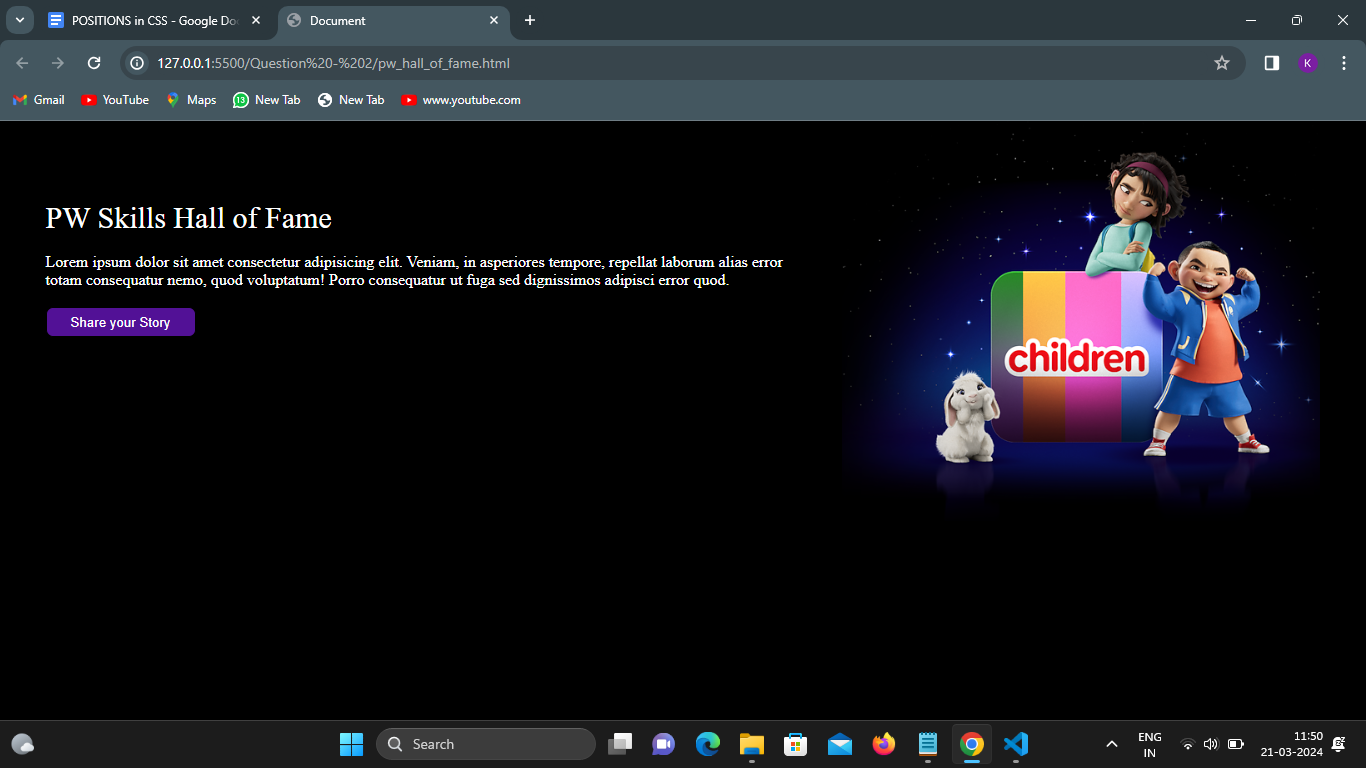 POSITIONS in CSS - Google Do
Document
127.0.0.1:5500/Question%20-%202/pw_hall_of_fame.html
K
Gmail
YouTube
Maps
13
New Tab
New Tab
www.youtube.com
PW Skills Hall of Fame
Lorem ipsum dolor sit amet consectetur adipisicing elit. Veniam, in asperiores tempore, repellat laborum alias error
totam consequatur nemo, quod voluptatum! Porro consequatur ut fuga sed dignissimos adipisci error quod.
Share your Story
children
Search
ENG
IN
11:50
21-03-2024